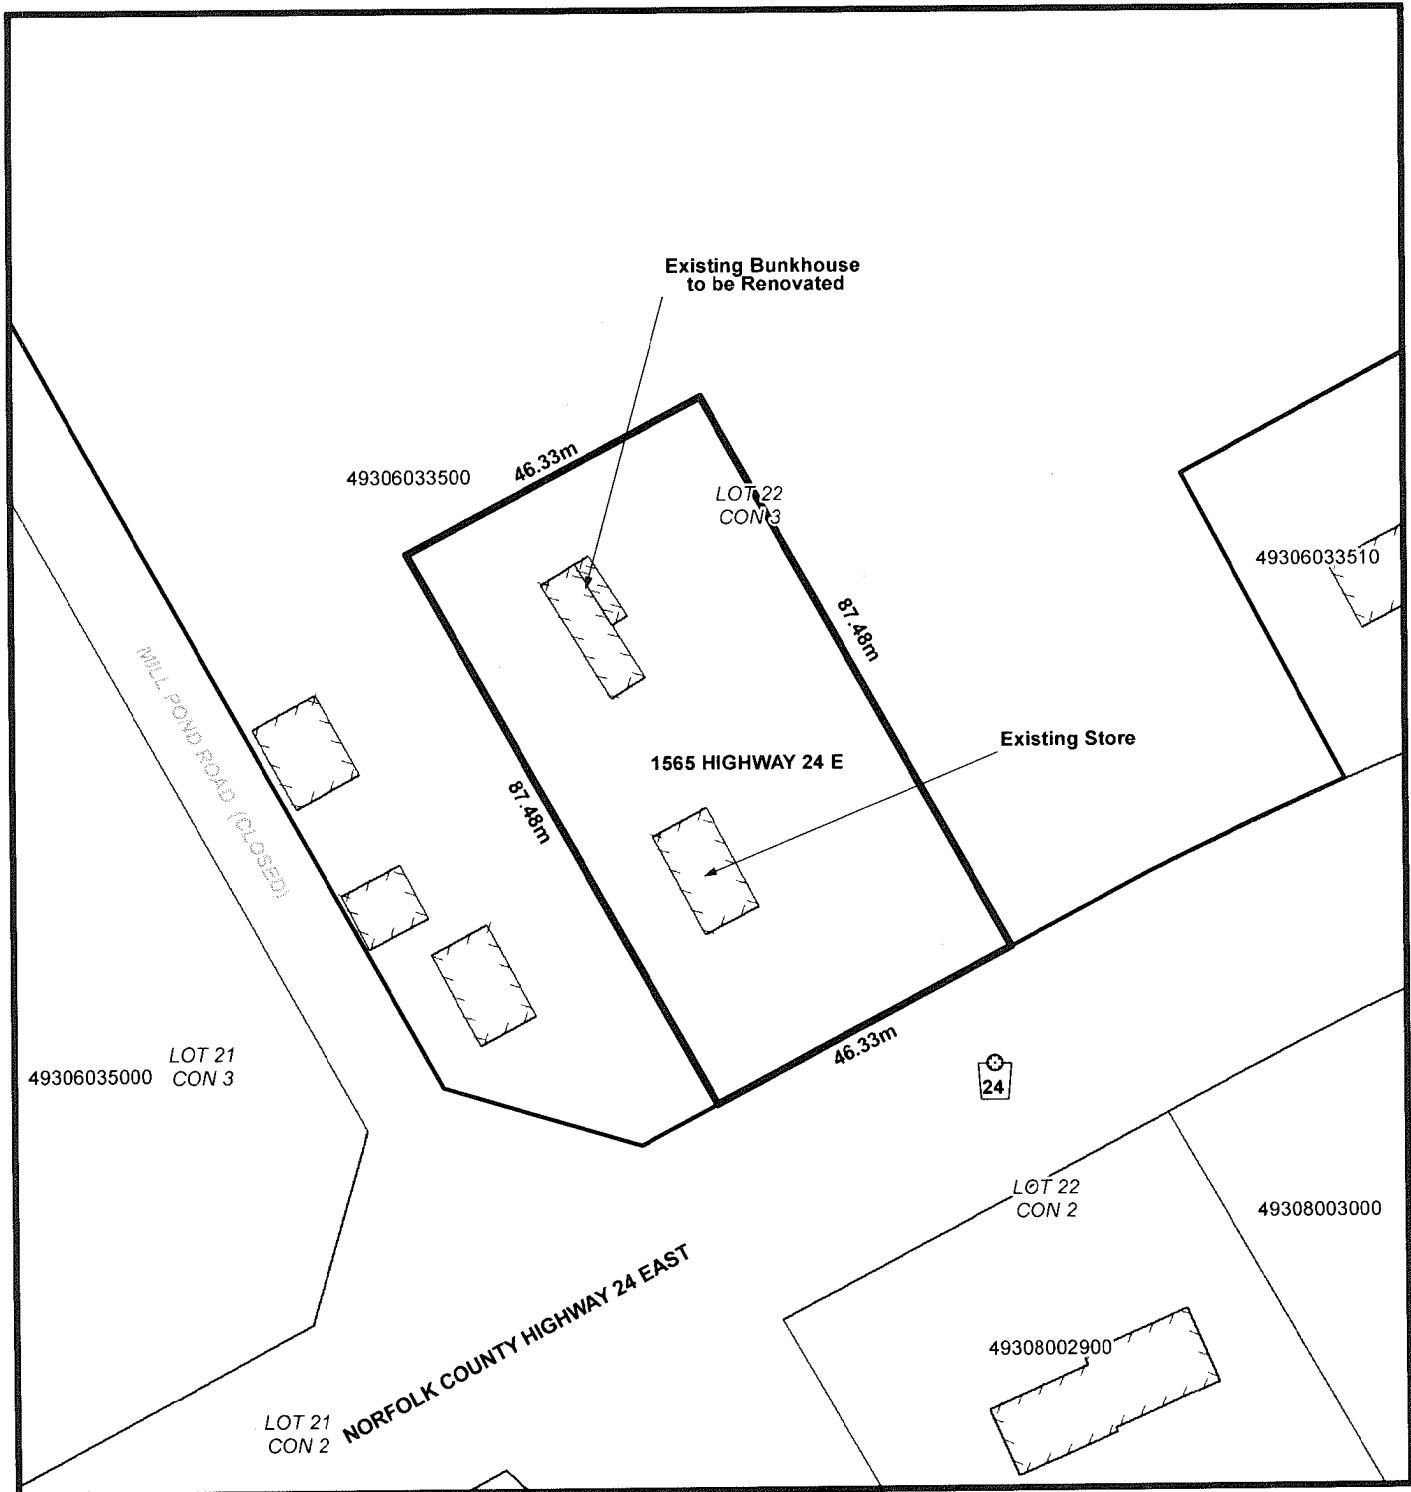 Existing Bunkhouse
to be Renovated
46.33m
49306033500
LOT 22
CON 3
49306033510
87.48m
MILL POND ROAD (CLOSED)
Existing Store
1565 HIGHWAY 24 E
87.48m
46.33m
LOT 21
CON 3
49306035000
24
LOT 22
CON 2
49308003000
NORFOLK COUNTY HIGHWAY 24 EAST
49308002900
LOT 21
CON 2